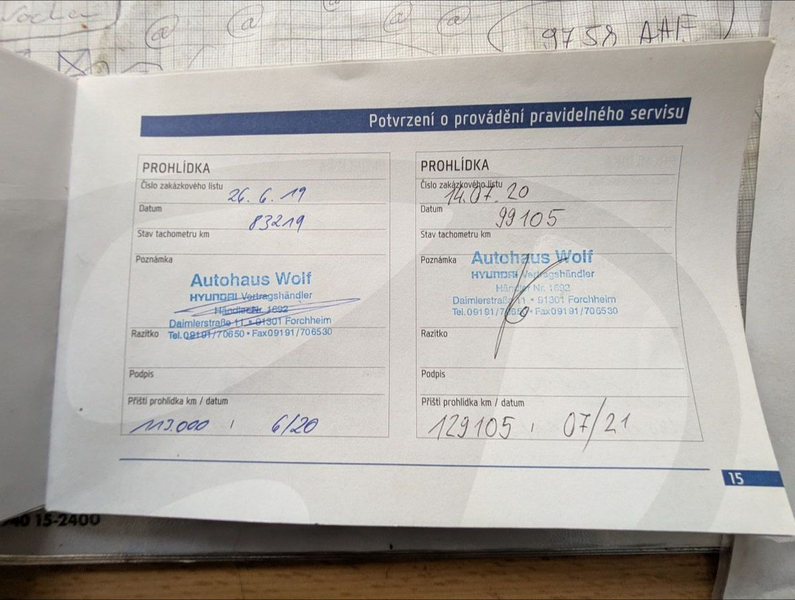 9758 AHF
Potvrzení o provádění pravidelného servisu
PROHLÍDKA
Číslo zakázkového listu
26. 6. 19
Datum
83219
Stav tachometru km
Poznámka
Autohaus Wolf
HYUNDAI Vertragshändler
Händler Nr. 1692
Daimlerstraße 11 • 91301 Forchheim
Razítko
Tel. 09191/70650 • Fax 09191/706530
Podpis
Příští prohlídka km / datum
113.000 , 6/20
PROHLÍDKA
Číslo zakázkového listu
14.07.20
Datum
99105
Stav tachometru km
Poznámka
Autohaus Wolf
HYUNDAI Vertragshändler
Händler Nr. 1692
Daimlerstraße 11 • 91301 Forchheim
Tel. 09191/70650 • Fax 09191/706530
Razítko
Podpis
Příští prohlídka km / datum
129105 , 07/21
15
15-2400